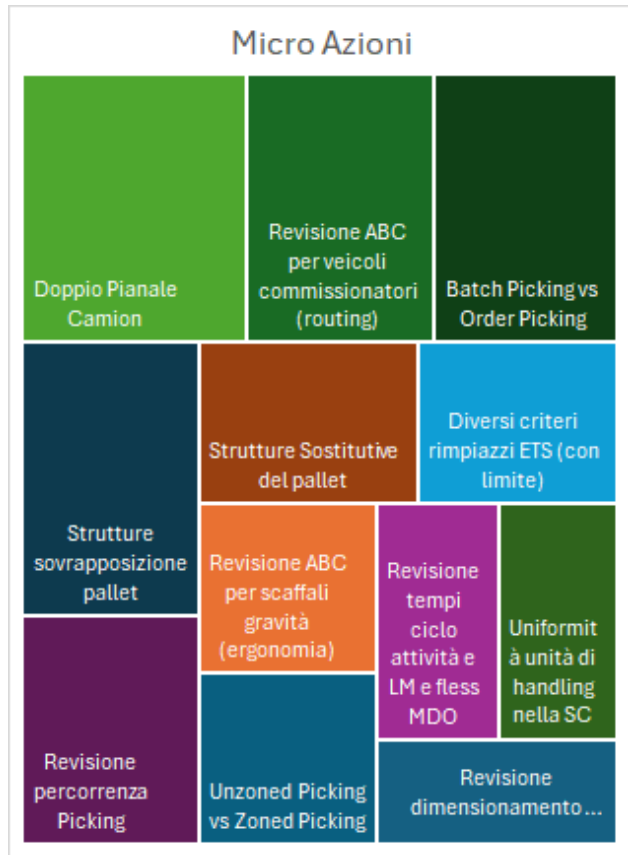 Micro Azioni
Doppio Pianale
Camion
Revisione ABC
per veicoli
commissionatori
(routing)
Batch Picking vs
Order Picking
Strutture
sovrapposizione
pallet
Strutture Sostitutive
del pallet
Diversi criteri
rimpiazzi ETS (con
limite)
Revisione ABC
per scaffali
gravità
(ergonomia)
Revisione
tempi
ciclo
attività e
LM e fless
MDO
Uniformit
à unità di
handling
nella SC
Revisione
percorrenza
Picking
Unzoned Picking
vs Zoned Picking
Revisione
dimensionamento...